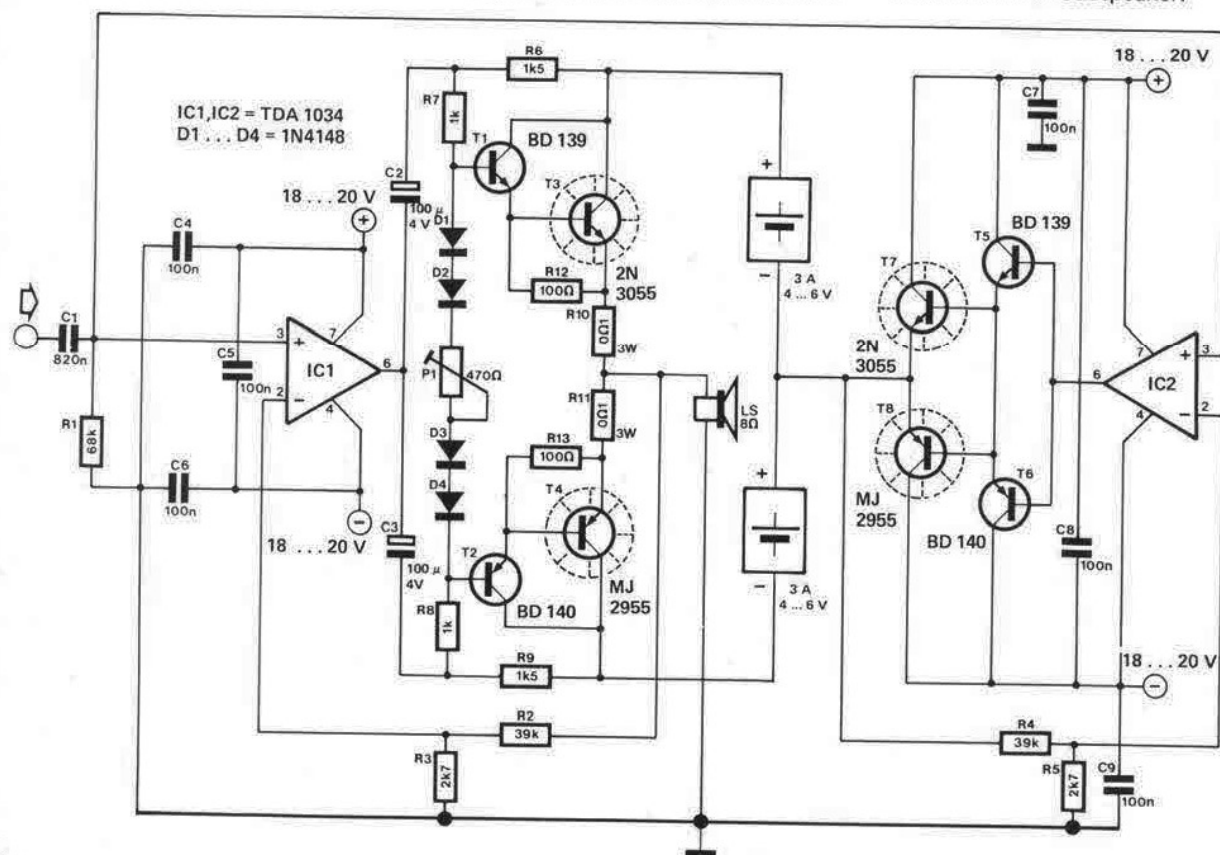 18 ... 20 V
R6
1k5
18 ... 20 V
+
IC1,IC2 = TDA 1034
D1 ... D4 = 1N4148
R7
1k
T1
BD 139
C7
100n
C2
100 µ
4 V
T3
+
18 ... 20 V
+
C4
100n
D1
2N
3055
BD 139
T5
T7
D2
R12
100Ω
R10
0Ω1
3W
−
3 A
4 ... 6 V
C1
820n
3
+
7
IC1
6
2
−
4
C5
100n
P1
470Ω
2N
3055
7
+
3
6
IC2
4
−
2
R11
0Ω1
3W
LS
8Ω
T8
R1
68k
D3
R13
100Ω
D4
T4
+
T6
C6
100n
−
18 ... 20 V
C3
100 µ
4V
MJ
2955
BD 140
C8
100n
T2
BD 140
MJ
2955
−
3 A
4 ... 6 V
R8
1k
R9
1k5
18 ... 20 V
−
R2
39k
R4
39k
R3
2k7
R5
2k7
C9
100n